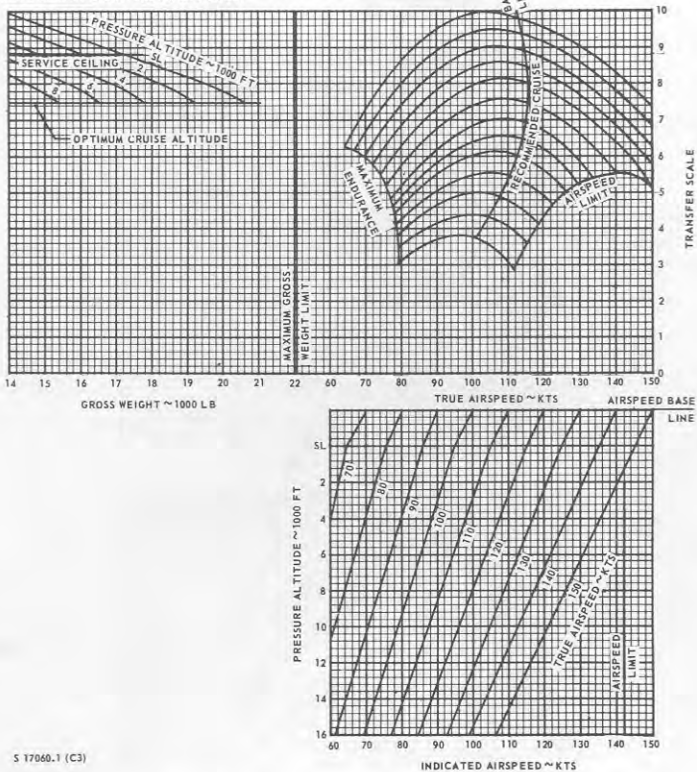 PRESSURE ALTITUDE ~ 1000 FT
SL
2
4
6
8
SERVICE CEILING
OPTIMUM CRUISE ALTITUDE
MAXIMUM GROSS
WEIGHT LIMIT
14 15 16 17 18 19 20 21 22
GROSS WEIGHT ~ 1000 LB
MAXIMUM
ENDURANCE
RECOMMENDED CRUISE
AIRSPEED
LIMIT
10
9
8
7
6
5
4
3
2
1
0
TRANSFER SCALE
60 70 80 90 100 110 120 130 140 150
TRUE AIRSPEED ~ KTS
AIRSPEED BASE
LINE
PRESSURE ALTITUDE ~ 1000 FT
SL
2
4
6
8
10
12
14
16
70
80
90
100
110
120
130
140
150
TRUE AIRSPEED ~ KTS
AIRSPEED
LIMIT
60 70 80 90 100 110 120 130 140 150
INDICATED AIRSPEED ~ KTS
S 17060.1 (C3)